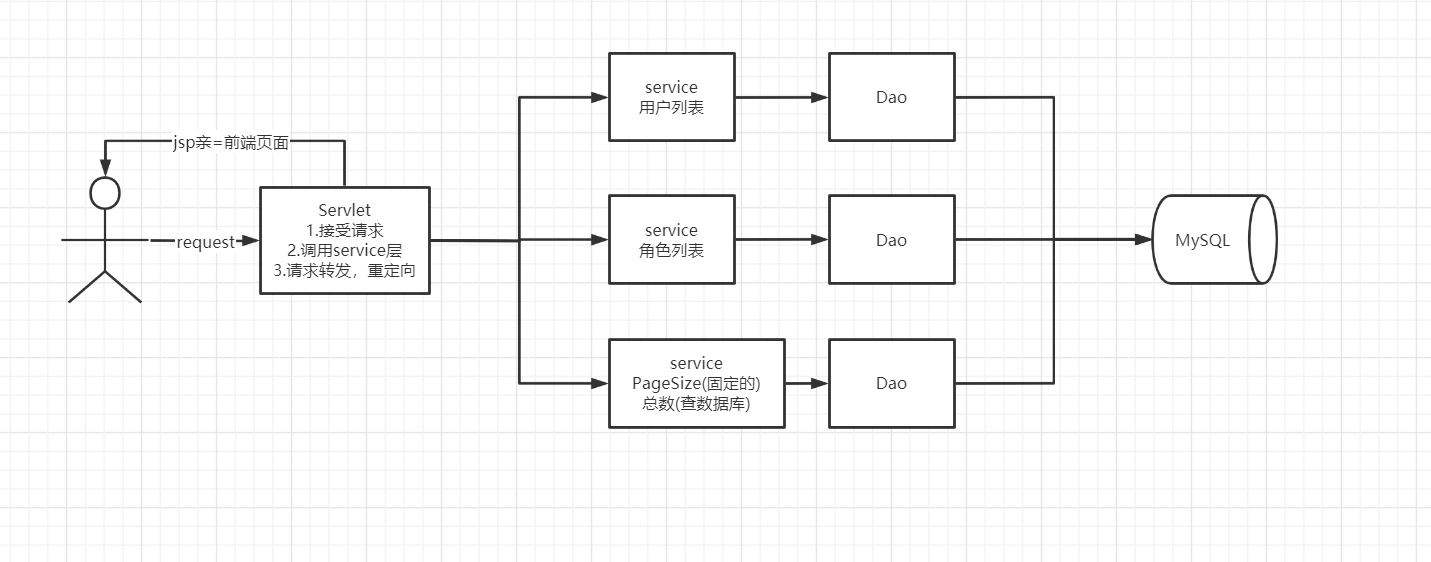 jsp亲=前端页面
request
Servlet
1.接受请求
2.调用service层
3.请求转发，重定向
service
用户列表
Dao
service
角色列表
Dao
service
PageSize(固定的)
总数(查数据库)
Dao
MySQL